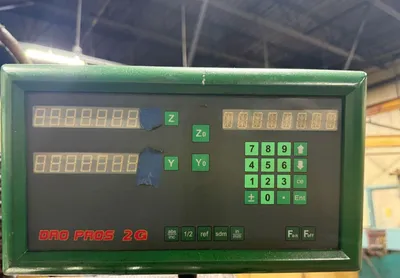 Z
Z0
Y
Y0
7 8 9
4 5 6
1 2 3
± 0 • Ent
DRO PROS 2G
1/2 ref sdm